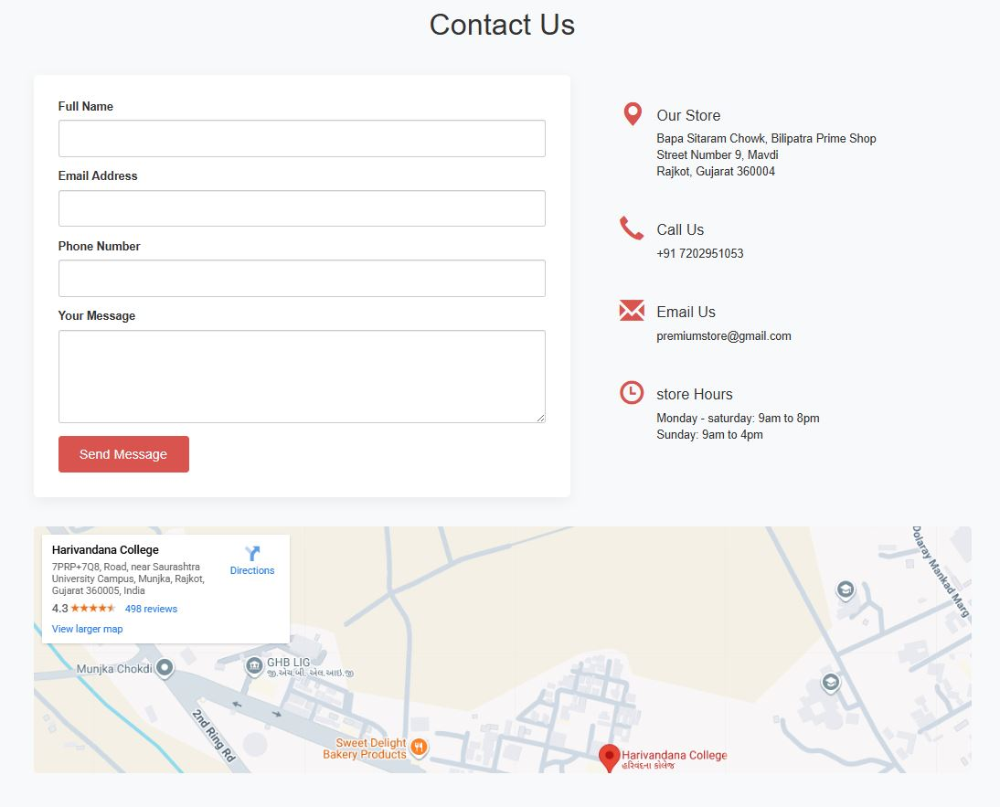 Contact Us
Full Name
Email Address
Phone Number
Your Message
Send Message
Our Store
Bapa Sitaram Chowk, Bilipatra Prime Shop
Street Number 9, Mavdi
Rajkot, Gujarat 360004
Call Us
+91 7202951053
Email Us
premiumstore@gmail.com
store Hours
Monday - saturday: 9am to 8pm
Sunday: 9am to 4pm
Harivandana College
7PRP+7Q8, Road, near Saurashtra
University Campus, Munjka, Rajkot,
Gujarat 360005, India
4.3
498 reviews
View larger map
Directions
Dolaray Mankad Marg
Munjka Chokdi
GHB LIG
જી.એચ.બી. એલ.આઇ.જી
2nd Ring Rd
Sweet Delight
Bakery Products
Harivandana College
હરિવંદના કૉલેજ